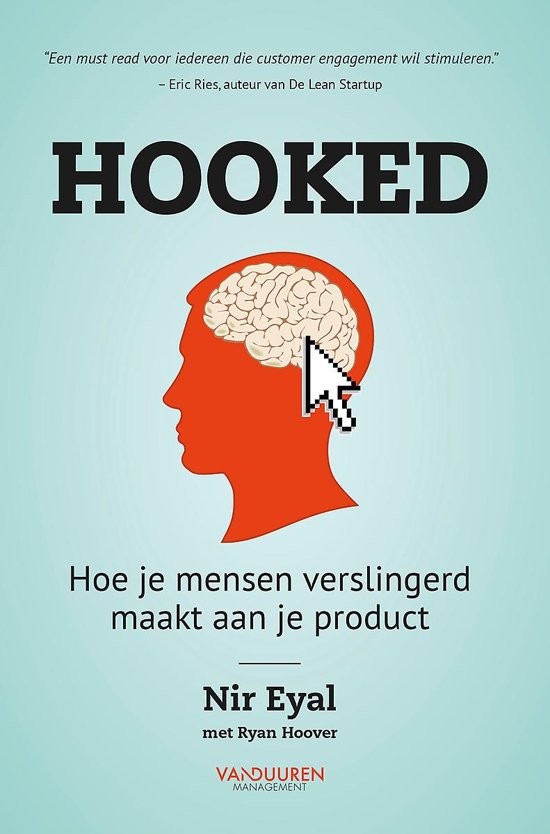 “Een must read voor iedereen die customer engagement wil stimuleren.”
– Eric Ries, auteur van De Lean Startup
HOOKED
Hoe je mensen verslingerd
maakt aan je product
Nir Eyal
met Ryan Hoover
VANDUUREN
MANAGEMENT